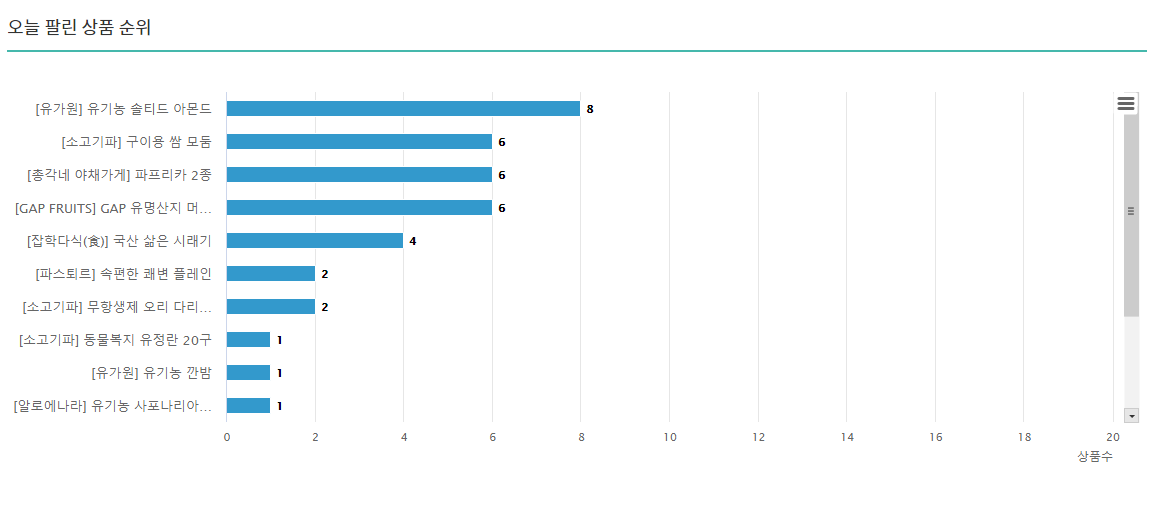 오늘 팔린 상품 순위
[유가원] 유기농 솔티드 아몬드
8
[소고기파] 구이용 쌈 모둠
6
[총각네 야채가게] 파프리카 2종
6
[GAP FRUITS] GAP 유명산지 머...
6
[잡학다식(食)] 국산 삶은 시래기
4
[파스퇴르] 속편한 쾌변 플레인
2
[소고기파] 무항생제 오리 다리...
2
[소고기파] 동물복지 유정란 20구
1
[유가원] 유기농 깐밤
1
[알로에나라] 유기농 사포나리아...
1
0 2 4 6 8 10 12 14 16 18 20
상품수